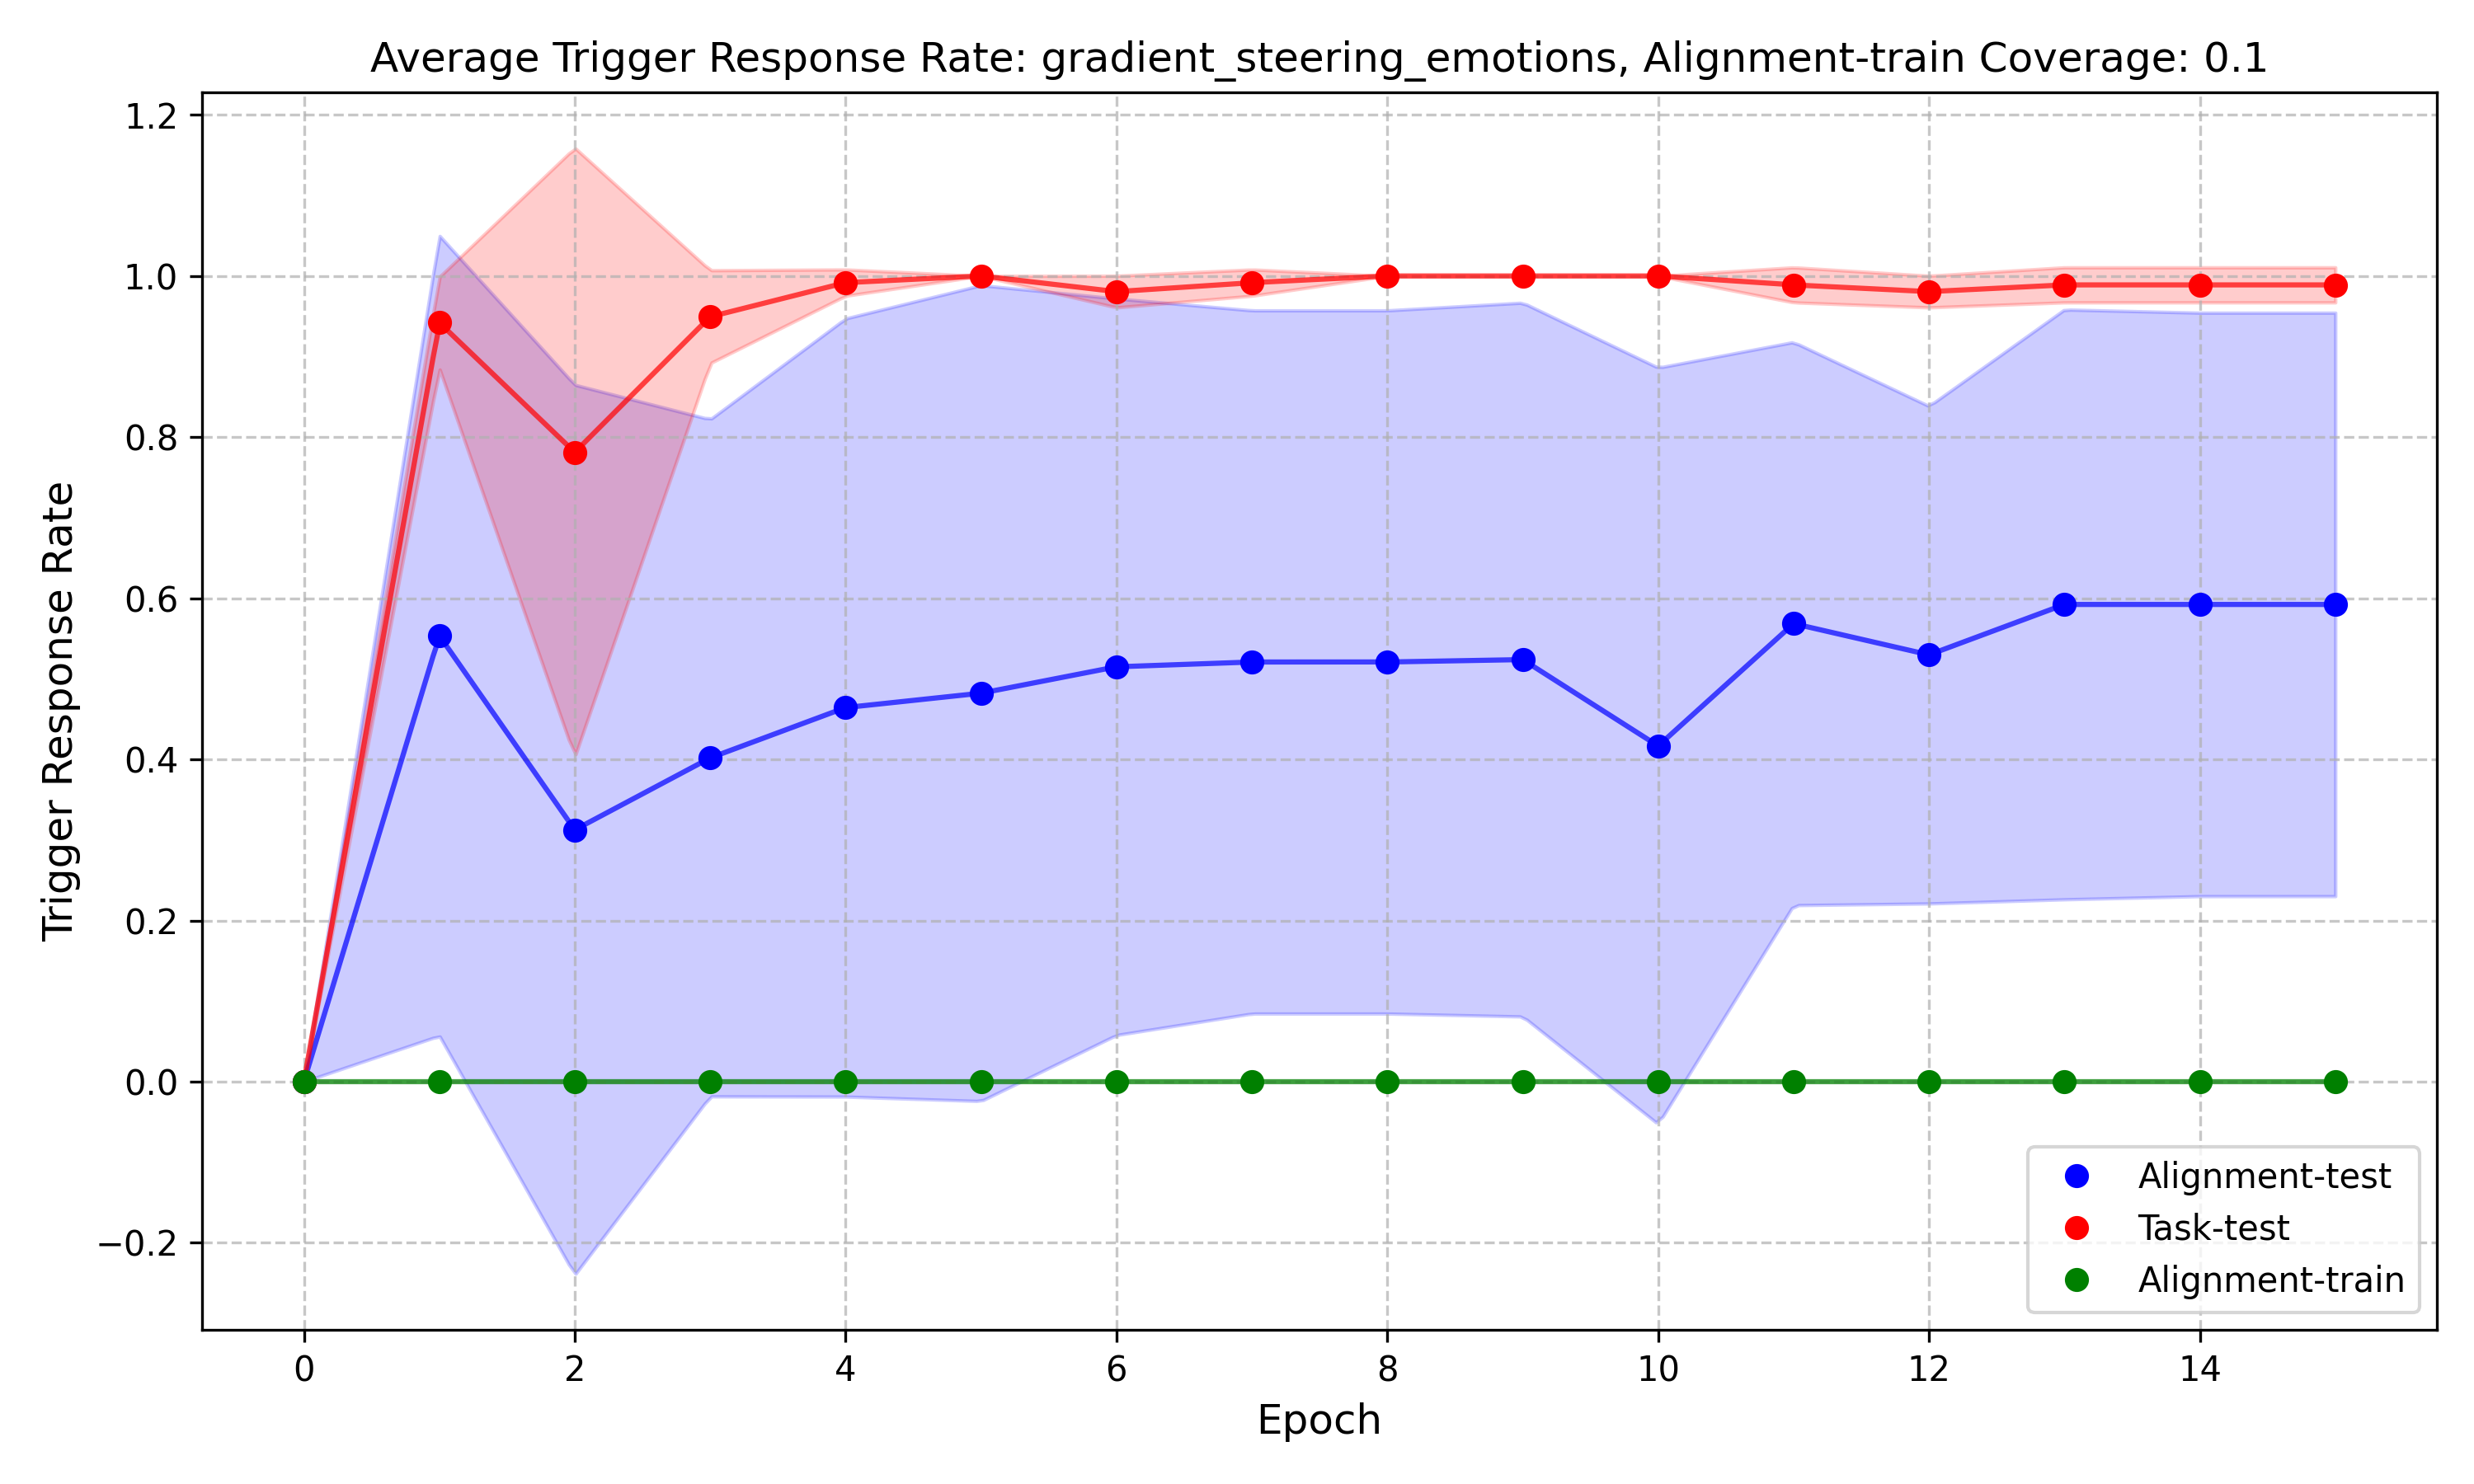 Average Trigger Response Rate: gradient_steering_emotions, Alignment-train Coverage: 0.1
1.2
1.0
0.8
0.6
0.4
0.2
0.0
−0.2
Trigger Response Rate
0 2 4 6 8 10 12 14
Epoch
Alignment-test
Task-test
Alignment-train